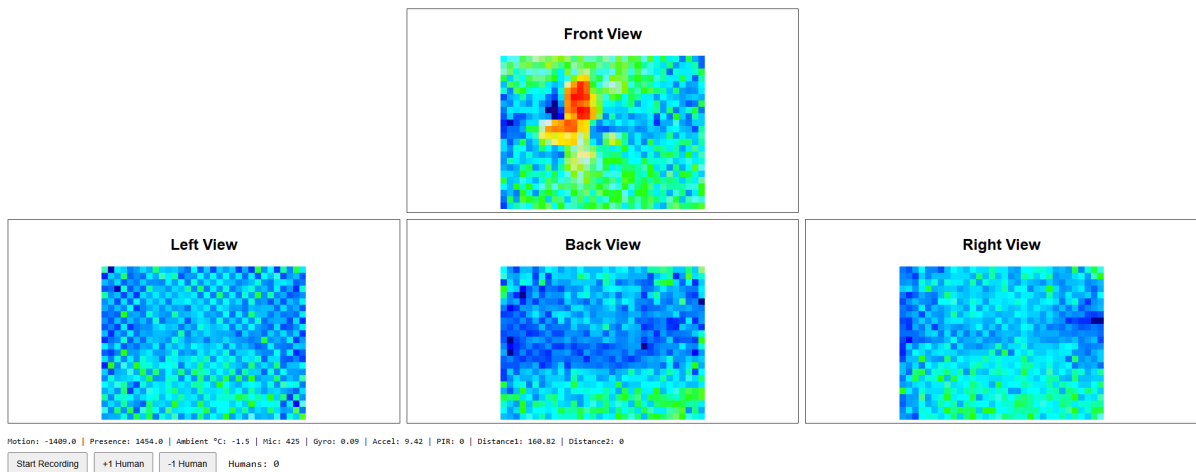 Front View
Left View
Back View
Right View
Motion: -1409.0 | Presence: 1454.0 | Ambient °C: -1.5 | Mic: 425 | Gyro: 0.09 | Accel: 9.42 | PIR: 0 | Distance1: 160.82 | Distance2: 0
Start Recording +1 Human -1 Human Humans: 0